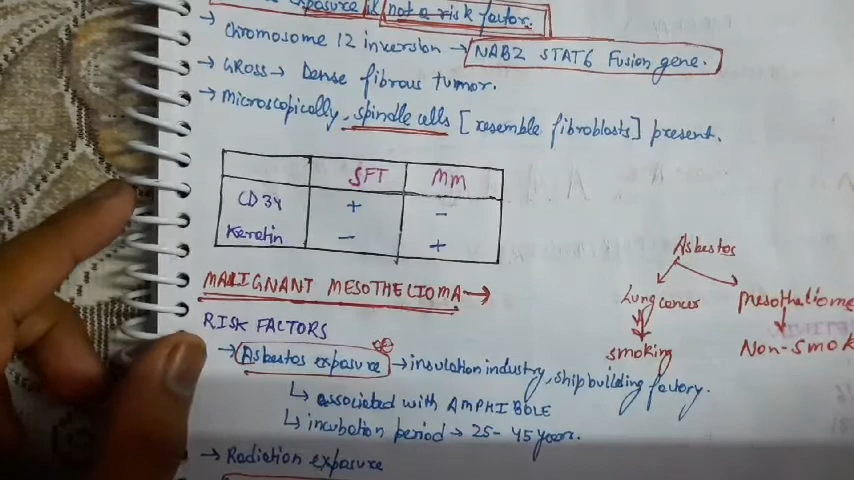 exposure is not a risk factor.
→ Chromosome 12 inversion → NAB2 STAT6 Fusion gene.
→ GROSS → Dense fibrous tumor.
→ Microscopically, spindle cells [resemble fibroblasts] present.
SFT MM
CD34 + -
Keratin - +
MALIGNANT MESOTHELIOMA →
RISK FACTORS
→ Asbestos exposure → insulation industry, ship building factory.
↳ associated with AMPHIBOLE
↳ incubation period → 25-45 years.
→ Radiation exposure
Asbestos
Lung cancer
mesothelioma
smoking
Non-smok